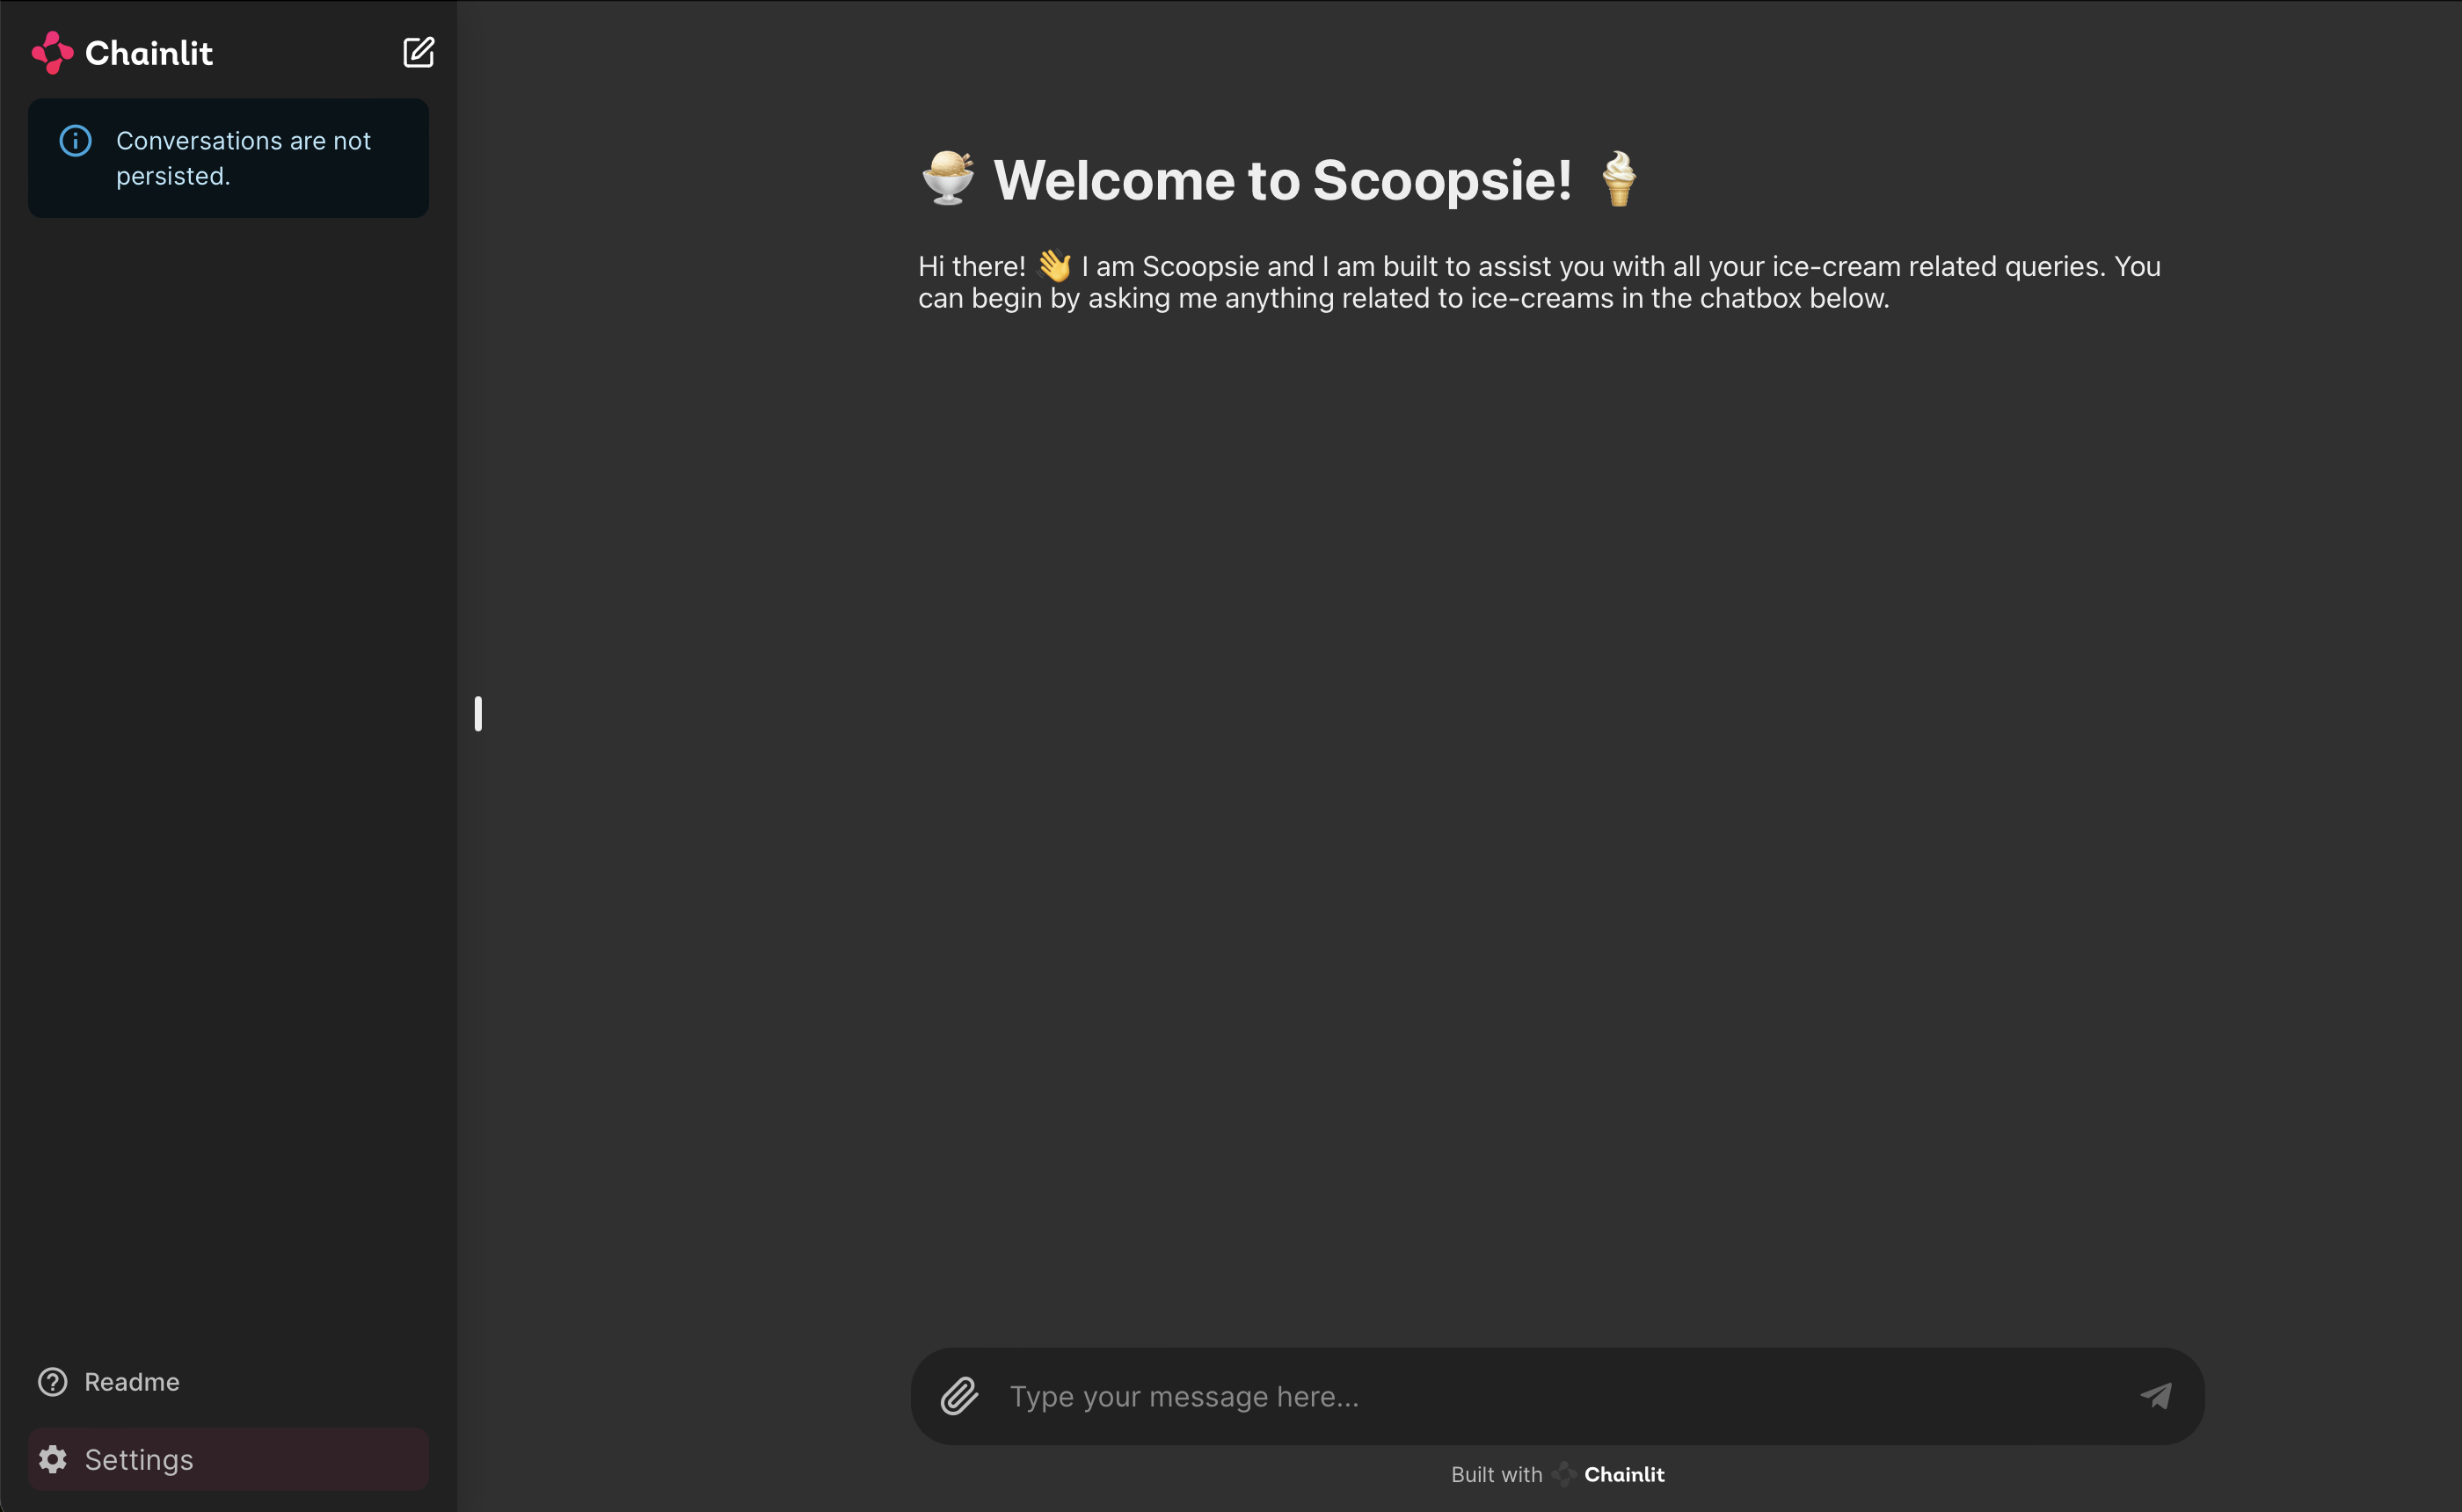 Chainlit
Conversations are not
persisted.
🍨 Welcome to Scoopsie! 🍦
Hi there! 👋 I am Scoopsie and I am built to assist you with all your ice-cream related queries. You
can begin by asking me anything related to ice-creams in the chatbox below.
Readme
Settings
Type your message here...
Built with Chainlit